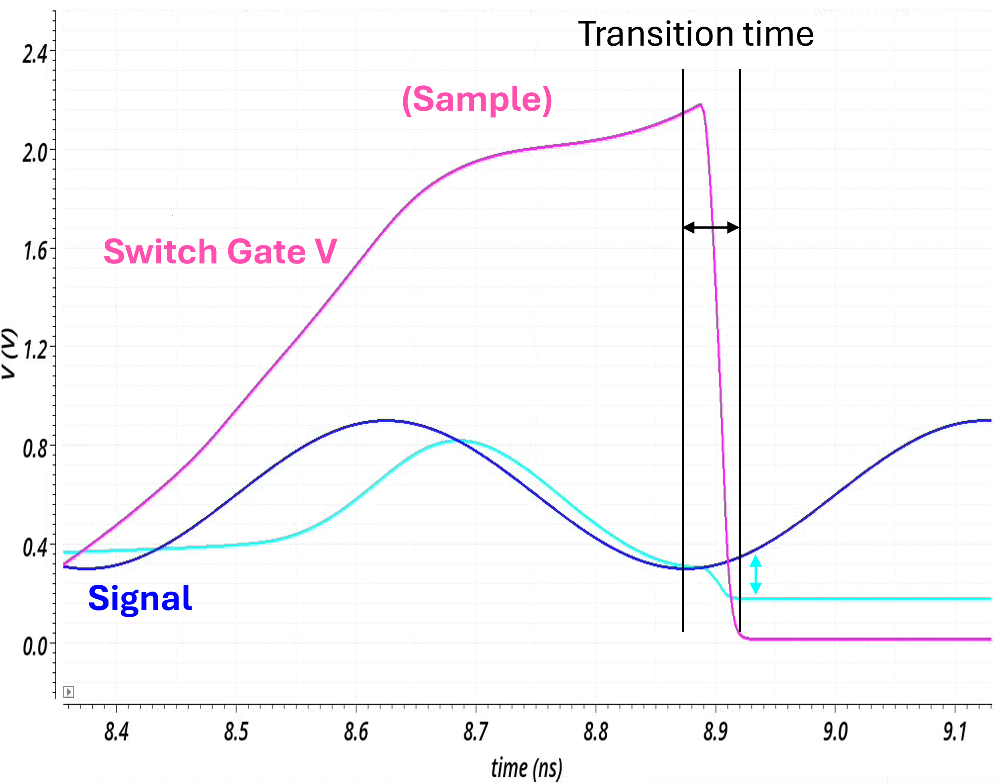 Transition time
2.4
(Sample)
2.0
Switch Gate V
1.6
V (V)
1.2
0.8
0.4
Signal
0.0
8.4 8.5 8.6 8.7 8.8 8.9 9.0 9.1
time (ns)